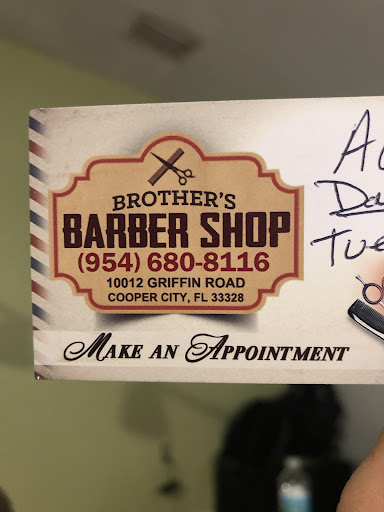 BROTHER'S
BARBER SHOP
(954) 680-8116
10012 GRIFFIN ROAD
COOPER CITY, FL 33328
MAKE AN APPOINTMENT